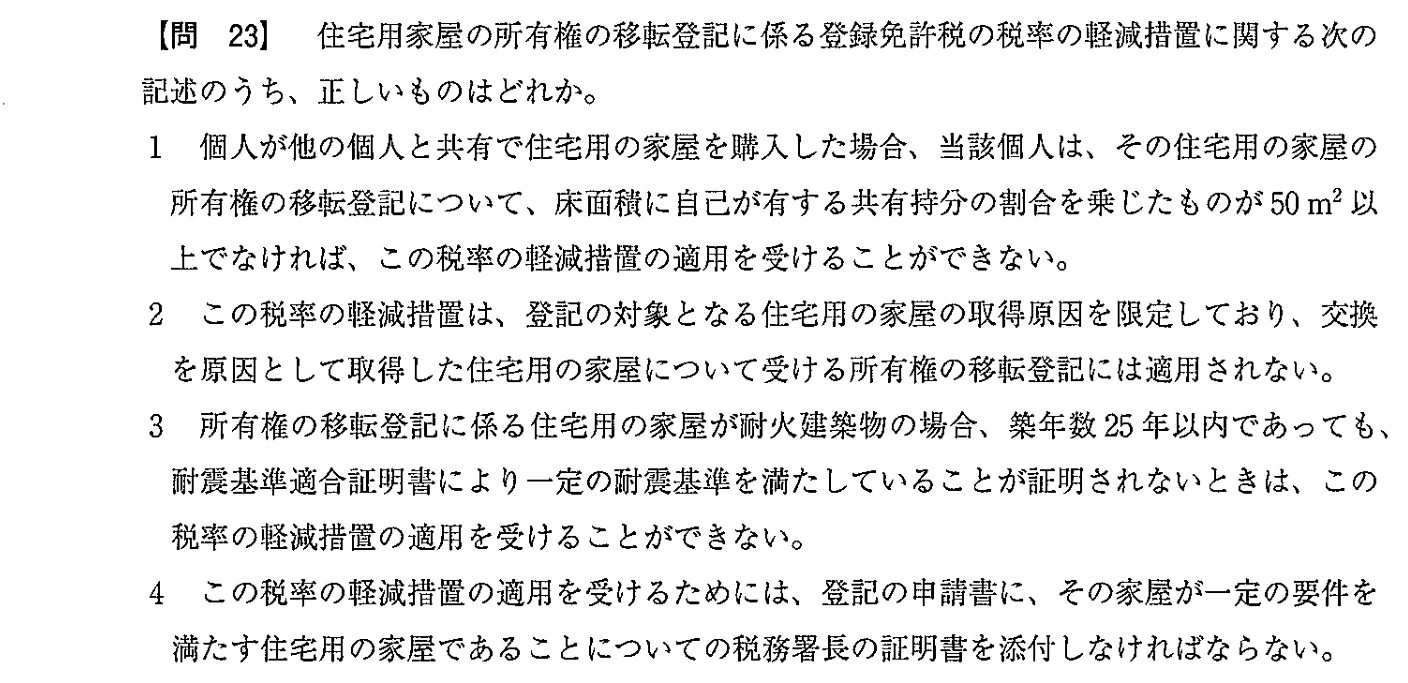 【問 23】 住宅用家屋の所有権の移転登記に係る登録免許税の税率の軽減措置に関する次の
記述のうち、正しいものはどれか。
1 個人が他の個人と共有で住宅用の家屋を購入した場合、当該個人は、その住宅用の家屋の
所有権の移転登記について、床面積に自己が有する共有持分の割合を乗じたものが50 m²以
上でなければ、この税率の軽減措置の適用を受けることができない。
2 この税率の軽減措置は、登記の対象となる住宅用の家屋の取得原因を限定しており、交換
を原因として取得した住宅用の家屋について受ける所有権の移転登記には適用されない。
3 所有権の移転登記に係る住宅用の家屋が耐火建築物の場合、築年数25年以内であっても、
耐震基準適合証明書により一定の耐震基準を満たしていることが証明されないときは、この
税率の軽減措置の適用を受けることができない。
4 この税率の軽減措置の適用を受けるためには、登記の申請書に、その家屋が一定の要件を
満たす住宅用の家屋であることについての税務署長の証明書を添付しなければならない。